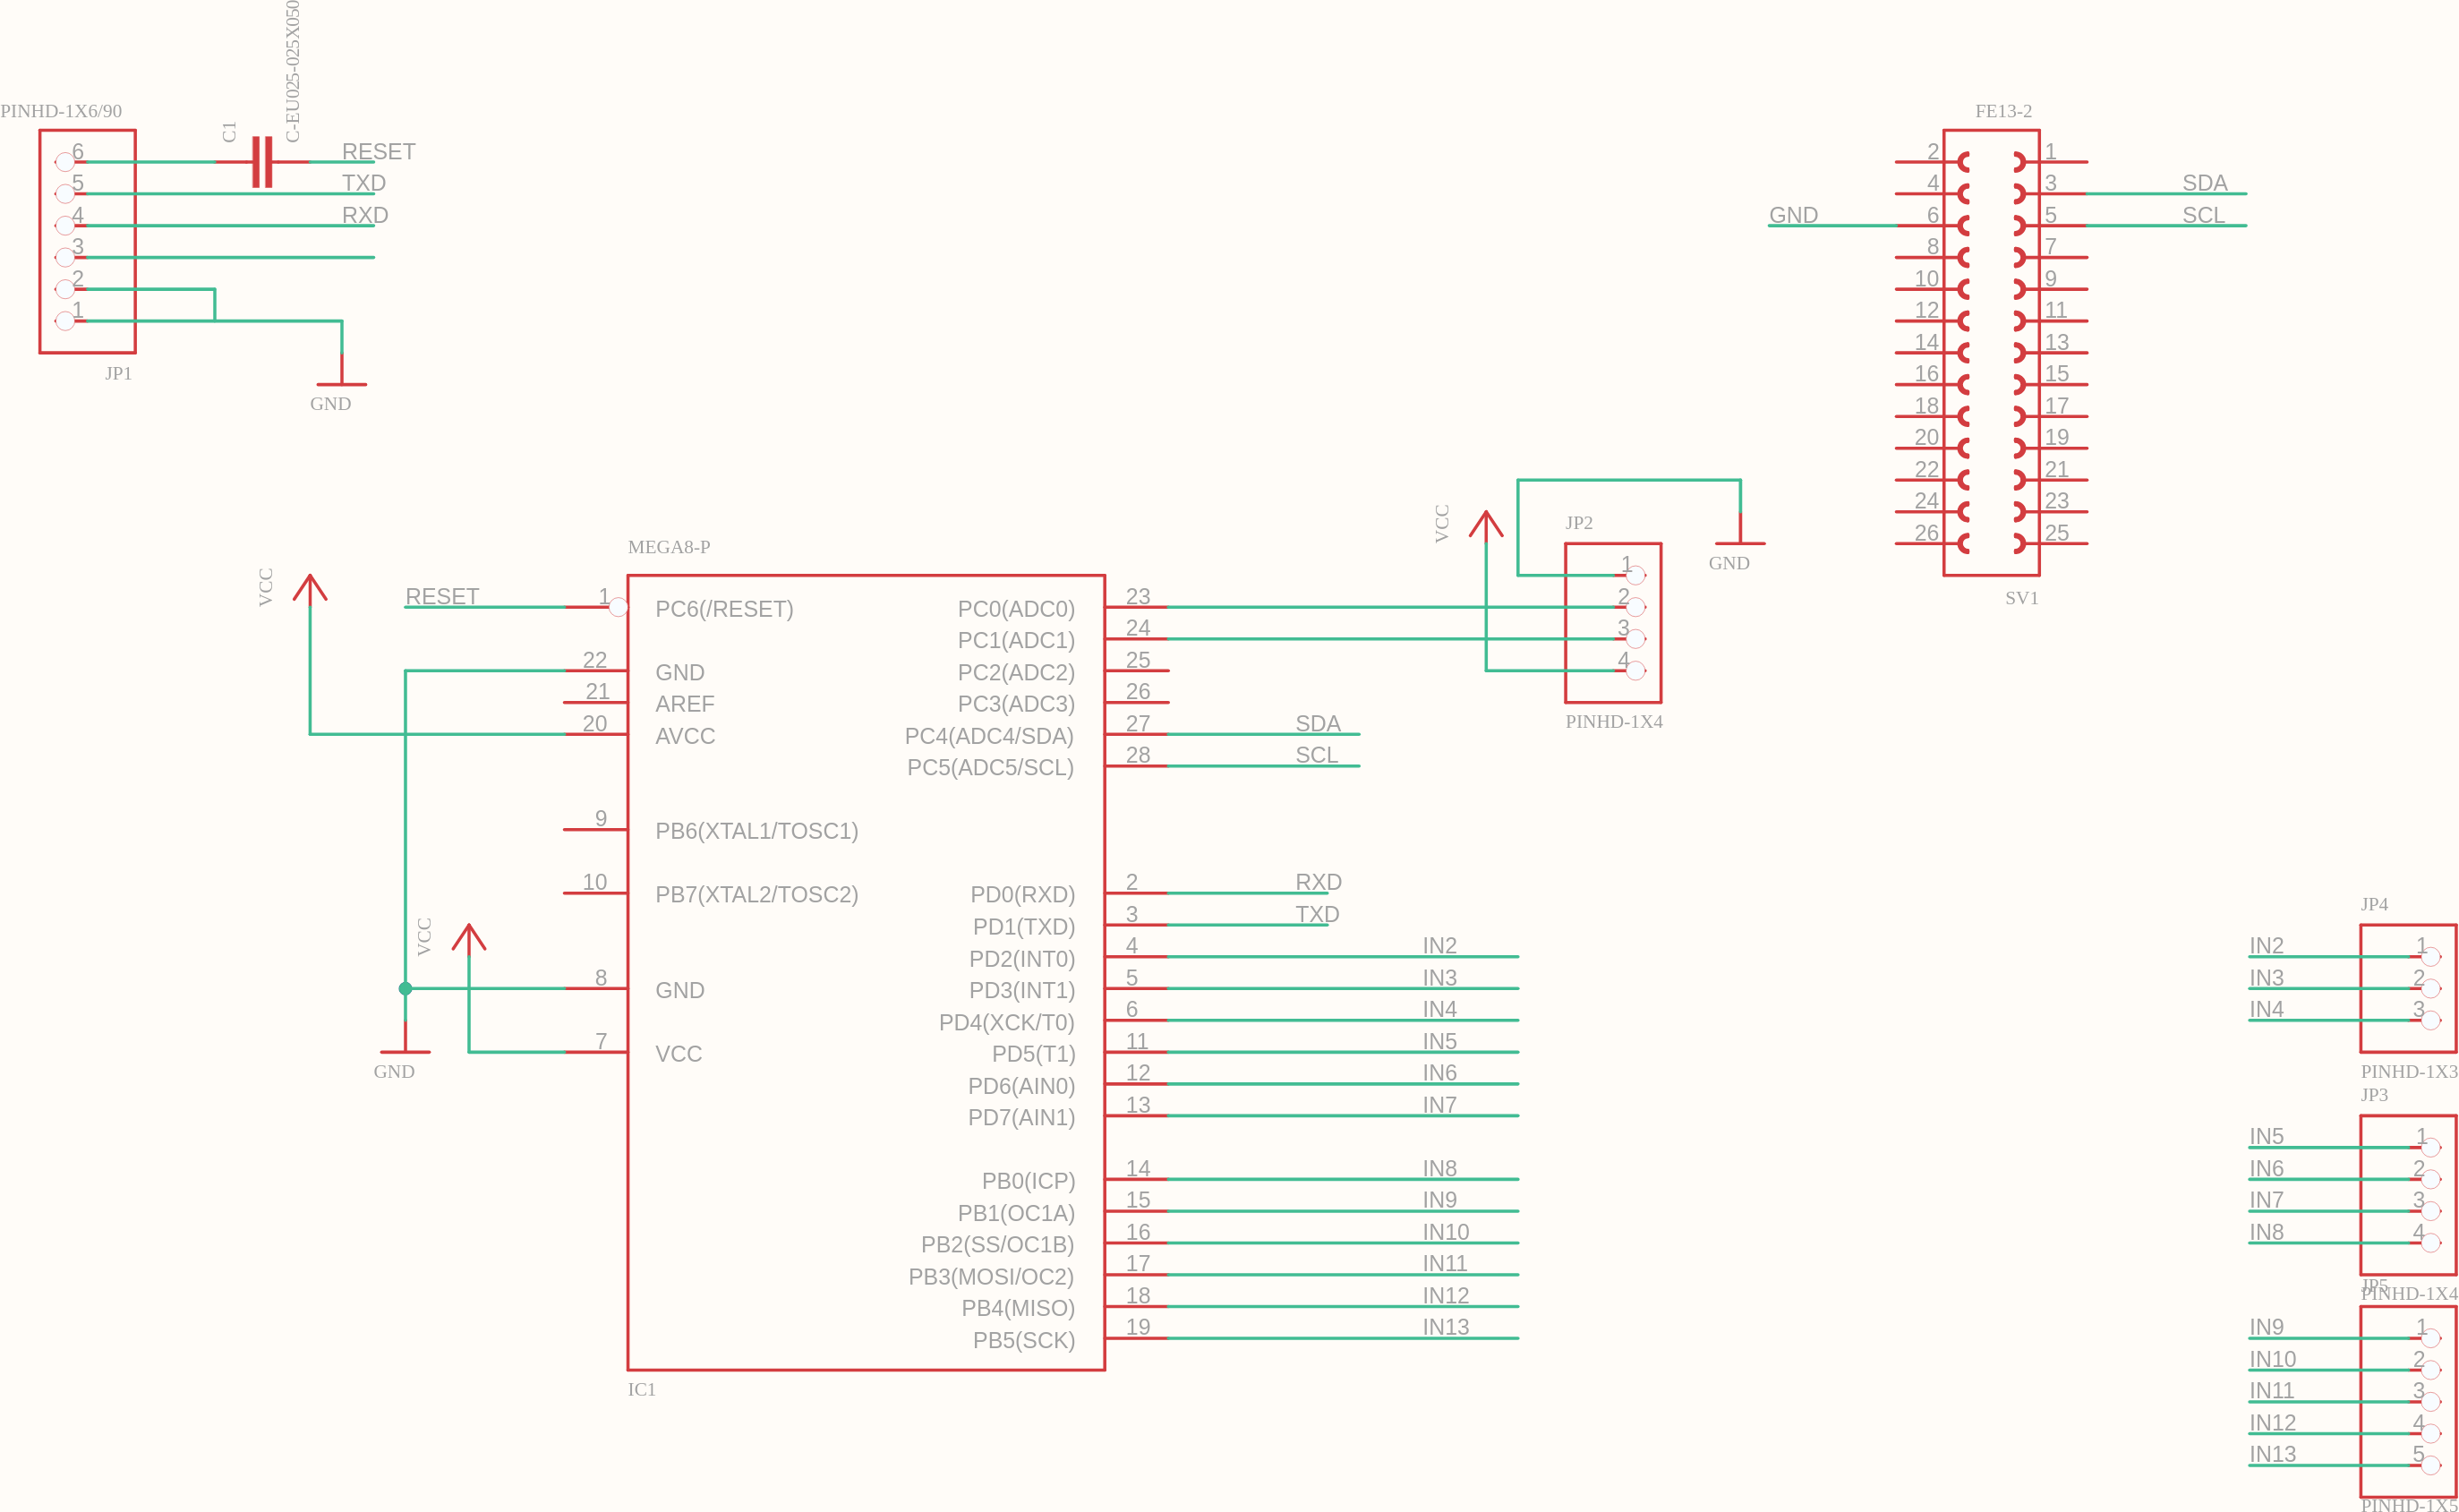 PINHD-1X6/90
C1
C-EU025-025X050
6
RESET
5
TXD
4
RXD
3
2
1
JP1
GND
FE13-2
2 1
4 3 SDA
GND 6 5 SCL
8 7
10 9
12 11
14 13
16 15
18 17
20 19
22 21
24 23
26 25
SV1
VCC
JP2
GND
1
2
3
4
PINHD-1X4
MEGA8-P
VCC
RESET 1 PC6(/RESET)
22 GND
21 AREF
20 AVCC
9 PB6(XTAL1/TOSC1)
10 PB7(XTAL2/TOSC2)
VCC
8 GND
7 VCC
GND
PC0(ADC0) 23
PC1(ADC1) 24
PC2(ADC2) 25
PC3(ADC3) 26
PC4(ADC4/SDA) 27 SDA
PC5(ADC5/SCL) 28 SCL
PD0(RXD) 2 RXD
PD1(TXD) 3 TXD
PD2(INT0) 4 IN2
PD3(INT1) 5 IN3
PD4(XCK/T0) 6 IN4
PD5(T1) 11 IN5
PD6(AIN0) 12 IN6
PD7(AIN1) 13 IN7
PB0(ICP) 14 IN8
PB1(OC1A) 15 IN9
PB2(SS/OC1B) 16 IN10
PB3(MOSI/OC2) 17 IN11
PB4(MISO) 18 IN12
PB5(SCK) 19 IN13
IC1
JP4
IN2 1
IN3 2
IN4 3
PINHD-1X3
JP3
IN5 1
IN6 2
IN7 3
IN8 4
JP5
PINHD-1X4
IN9 1
IN10 2
IN11 3
IN12 4
IN13 5
PINHD-1X5